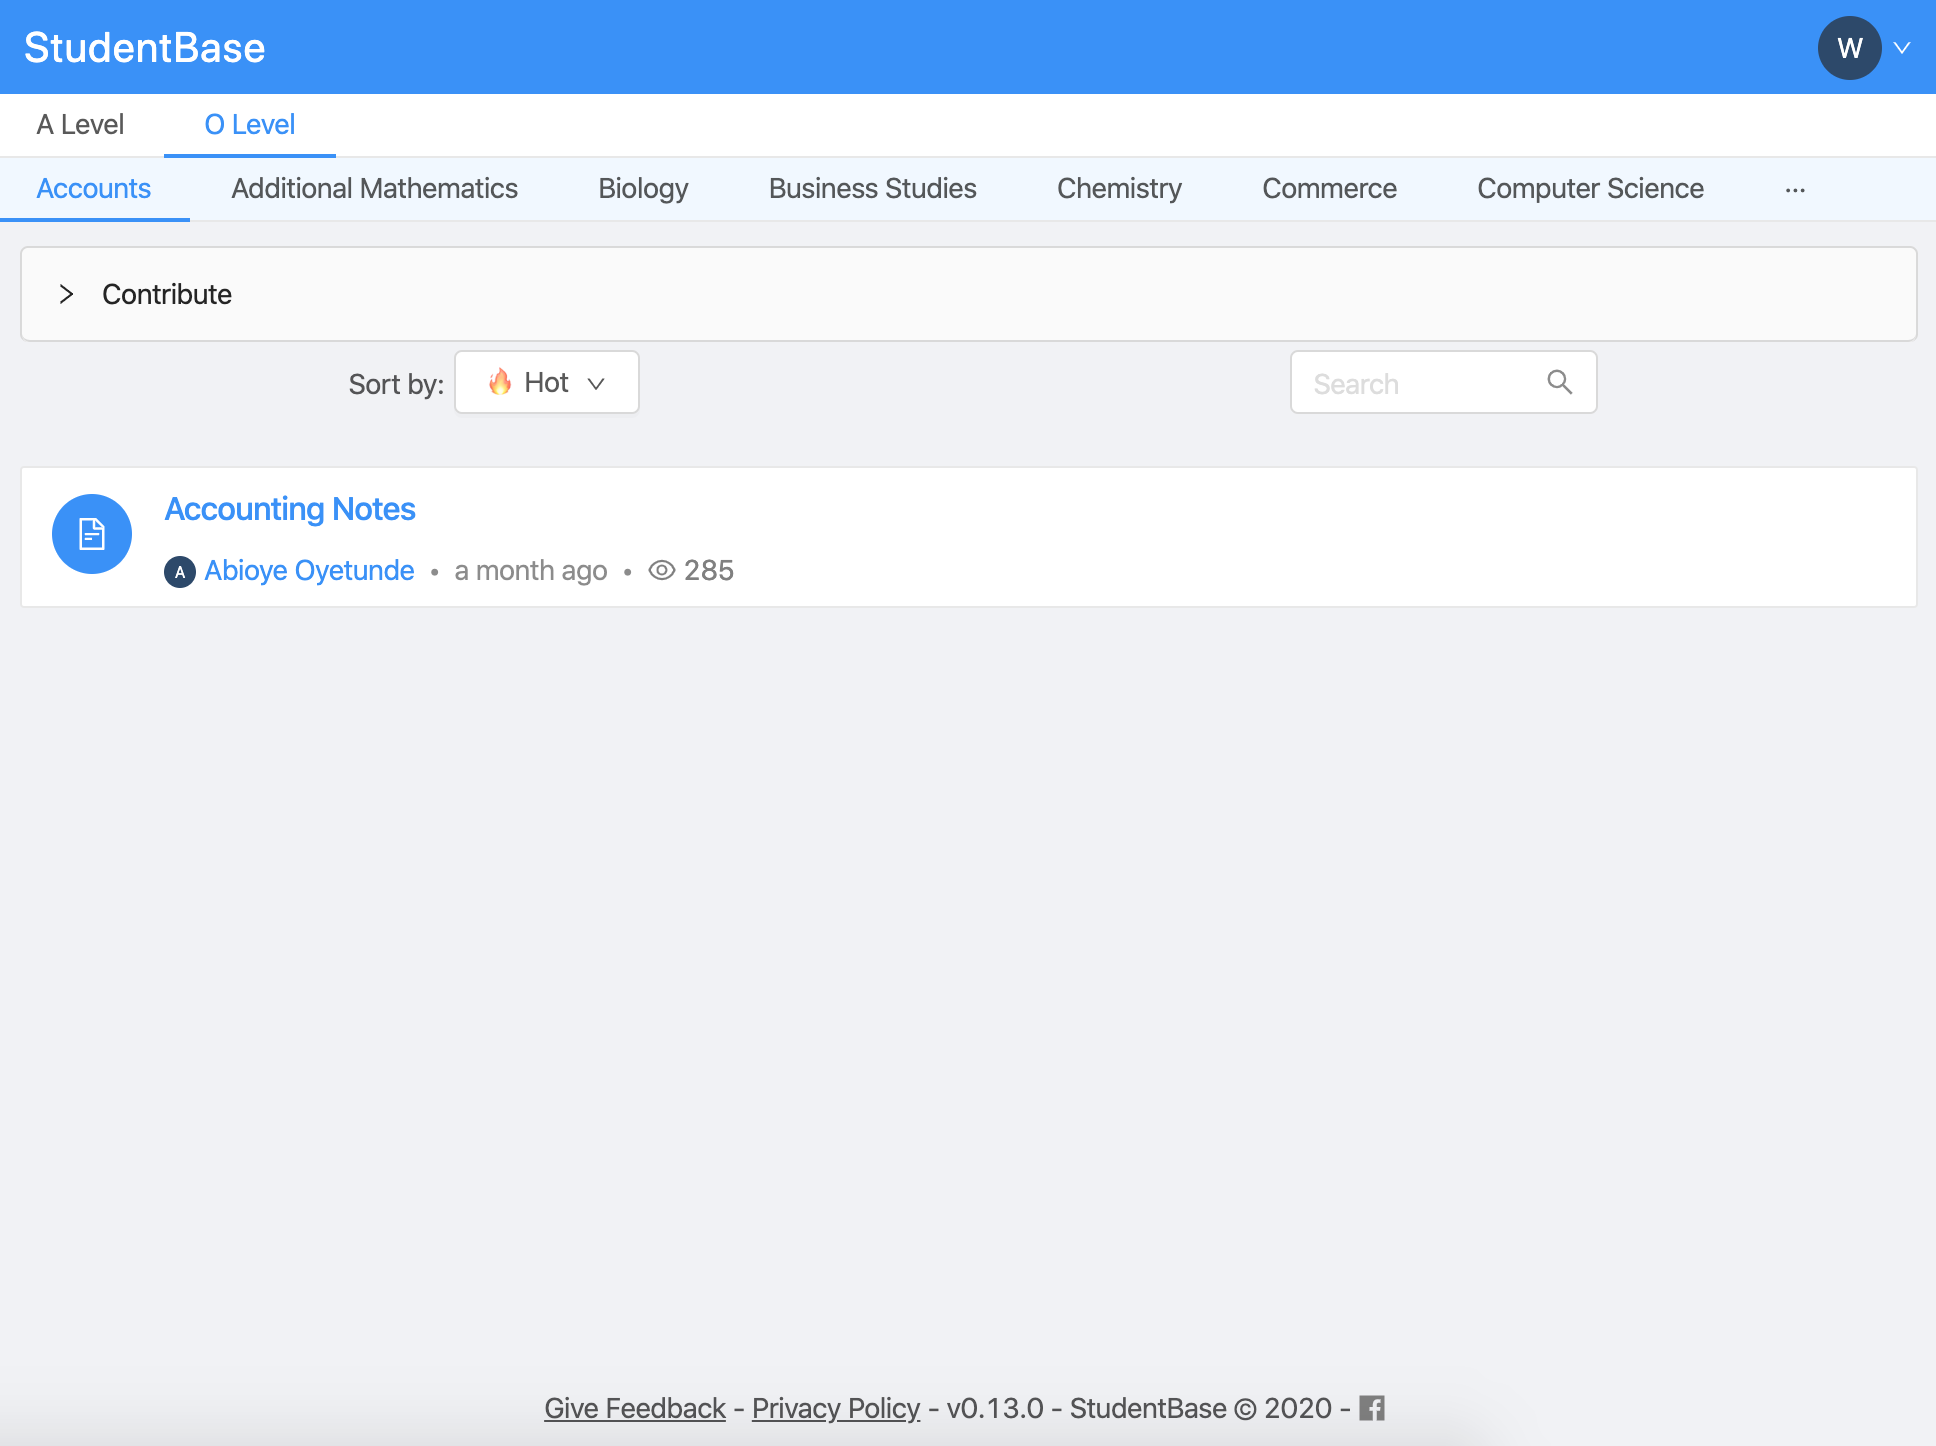 StudentBase
W
A Level
O Level
Accounts
Additional Mathematics
Biology
Business Studies
Chemistry
Commerce
Computer Science
...
Contribute
Sort by:
🔥 Hot
Search
Accounting Notes
A Abioye Oyetunde • a month ago • 285
Give Feedback - Privacy Policy - v0.13.0 - StudentBase © 2020 -